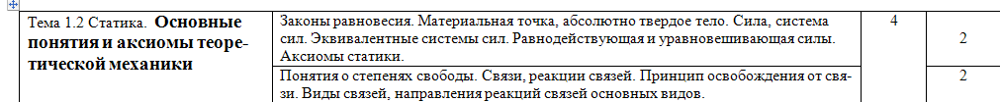 Тема 1.2 Статика. Основные
понятия и аксиомы теоре-
тической механики
Законы равновесия. Материальная точка, абсолютно твердое тело. Сила, система
сил. Эквивалентные системы сил. Равнодействующая и уравновешивающая силы.
Аксиомы статики.
4
2
Понятия о степенях свободы. Связи, реакции связей. Принцип освобождения от свя-
зи. Виды связей, направления реакций связей основных видов.
2